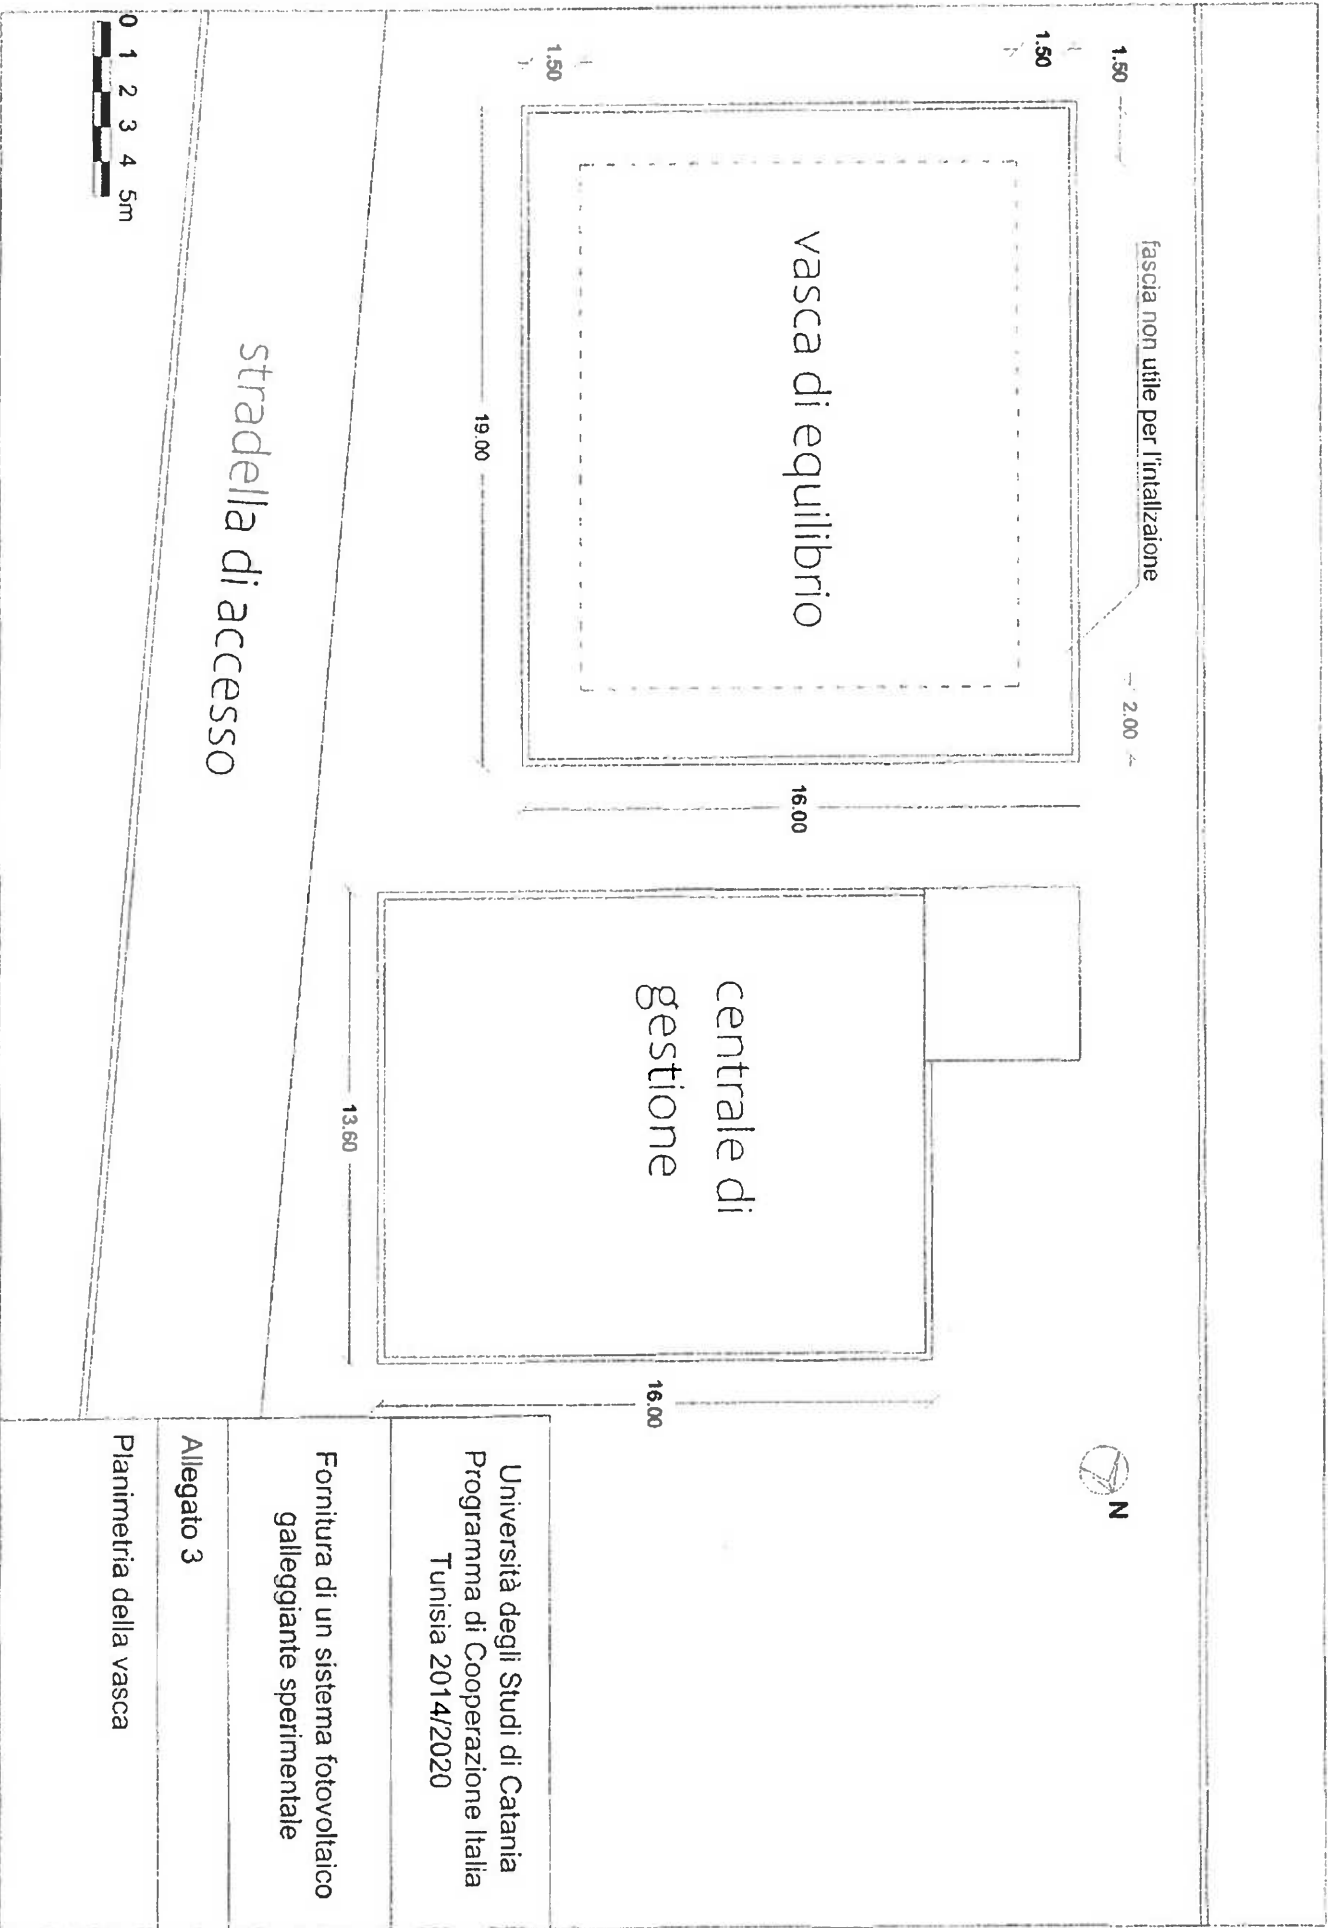 fascia non utile per l'intallzaione
1.50
2.00
1.50
1.50
vasca di equilibrio
16.00
19.00
centrale di
gestione
16.00
13.60
stradella di accesso
0 1 2 3 4 5m
N
Università degli Studi di Catania
Programma di Cooperazione Italia
Tunisia 2014/2020
Fornitura di un sistema fotovoltaico
galleggiante sperimentale
Allegato 3
Planimetria della vasca